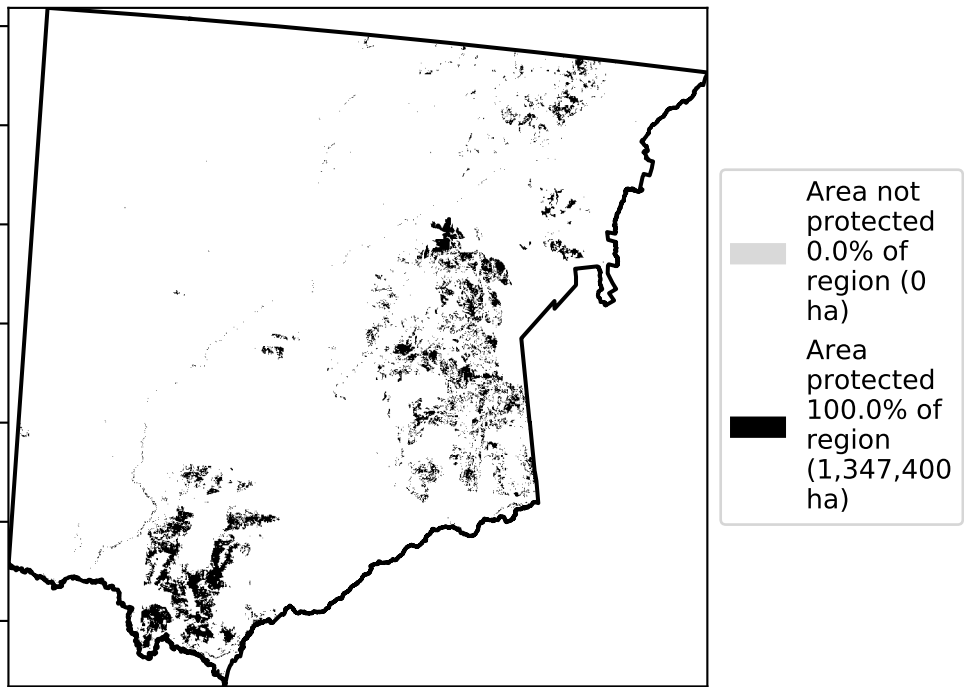 Area not
protected
0.0% of
region (0
ha)
Area
protected
100.0% of
region
(1,347,400
ha)